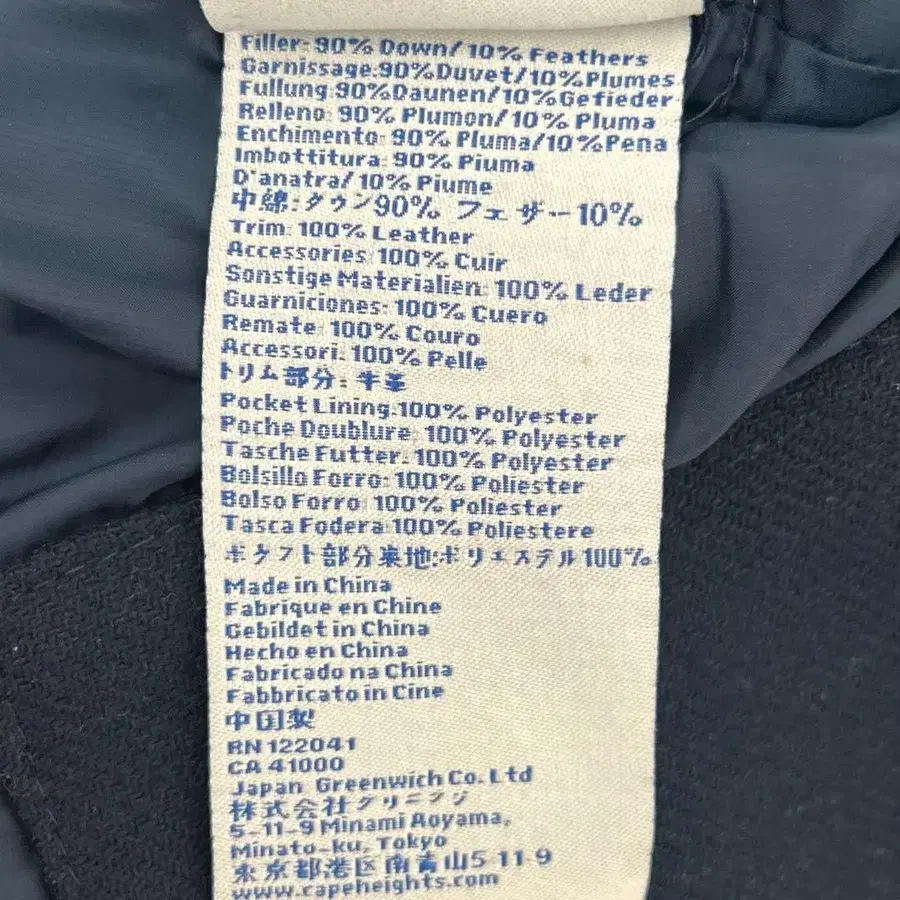 Filler: 90% Down/ 10% Feathers
Garnissage:90%Duvet/10%Plumes
Fullung:90%Daunen/10%Gefieder
Relleno: 90% Plumon/10% Pluma
Enchimento: 90% Pluma/10%Pena
Imbottitura: 90% Piuma
D'anatra/ 10% Piume
中綿:ダウン90% フェザー10%
Trim: 100% Leather
Accessories:100% Cuir
Sonstige Materialien: 100% Leder
Guarniciones: 100% Cuero
Remate: 100% Couro
Accessori: 100% Pelle
トリム部分: 牛革
Pocket Lining:100% Polyester
Poche Doublure: 100% Polyester
Tasche Futter: 100% Polyester
Bolsillo Forro: 100% Poliester
Bolso Forro: 100% Poliester
Tasca Fodera:100% Poliestere
ポリエステル100%
Made in China
Fabrique en Chine
Gebildet in China
Hecho en China
Fabricado na China
Fabbricato in Cine
中国製
RN 122041
CA 41000
Japan Greenwich Co. Ltd
株式会社グリニッジ
5-11-9 Minami Aoyama,
Minato-ku, Tokyo
東京都港区南青山5 11 9
www.capeheights.com